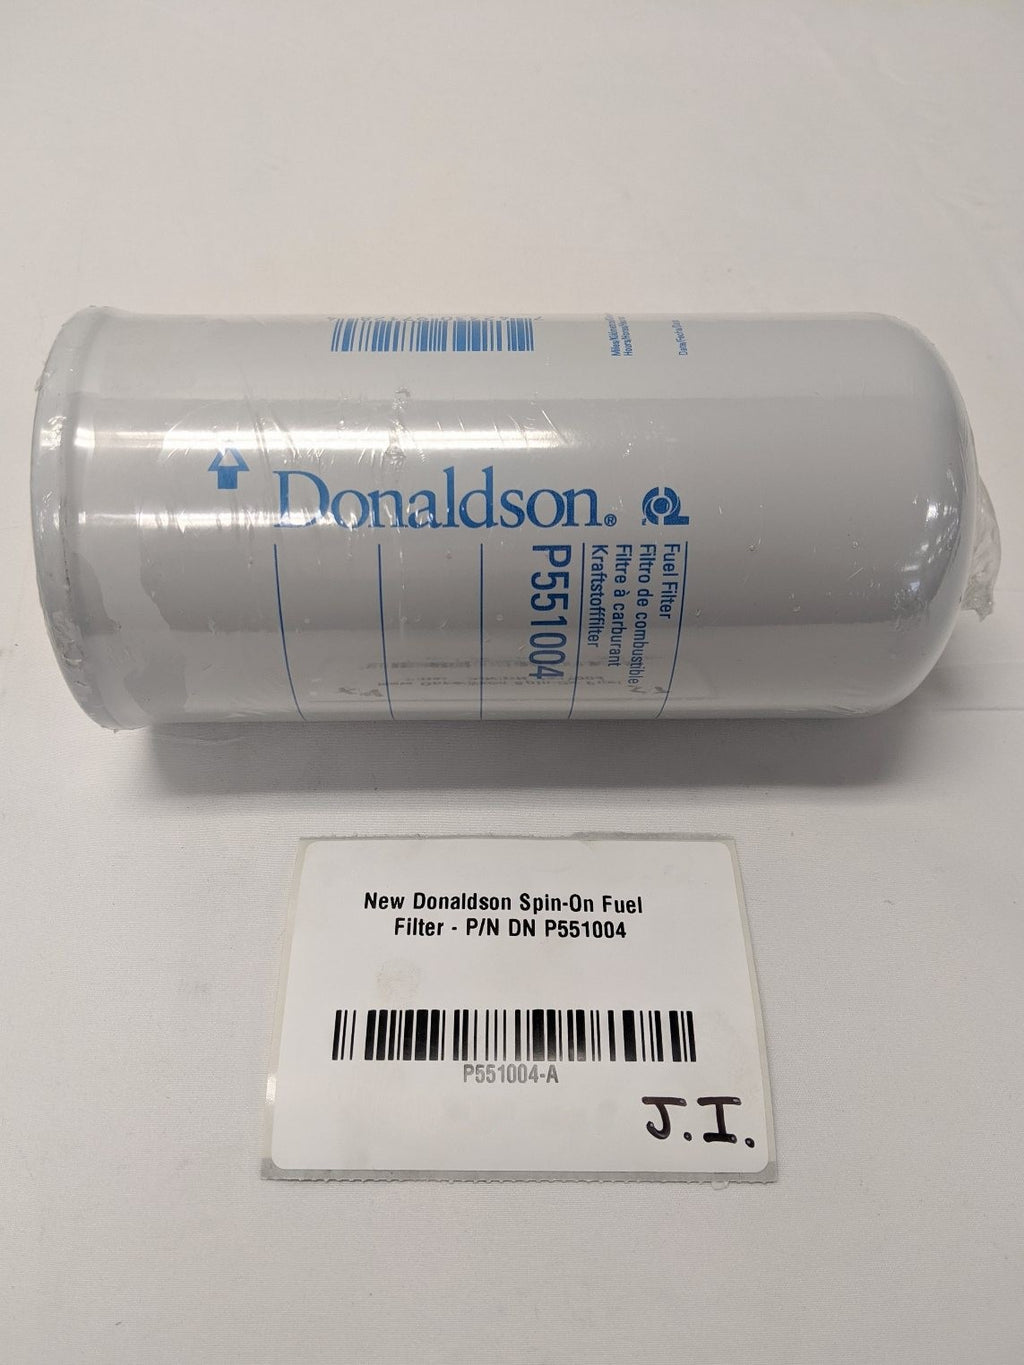 Donaldson®
P551004
Fuel Filter
Filtro de combustible
Filtre à carburant
Kraftstofffilter
New Donaldson Spin-On Fuel
Filter - P/N DN P551004
P551004-A
J.I.